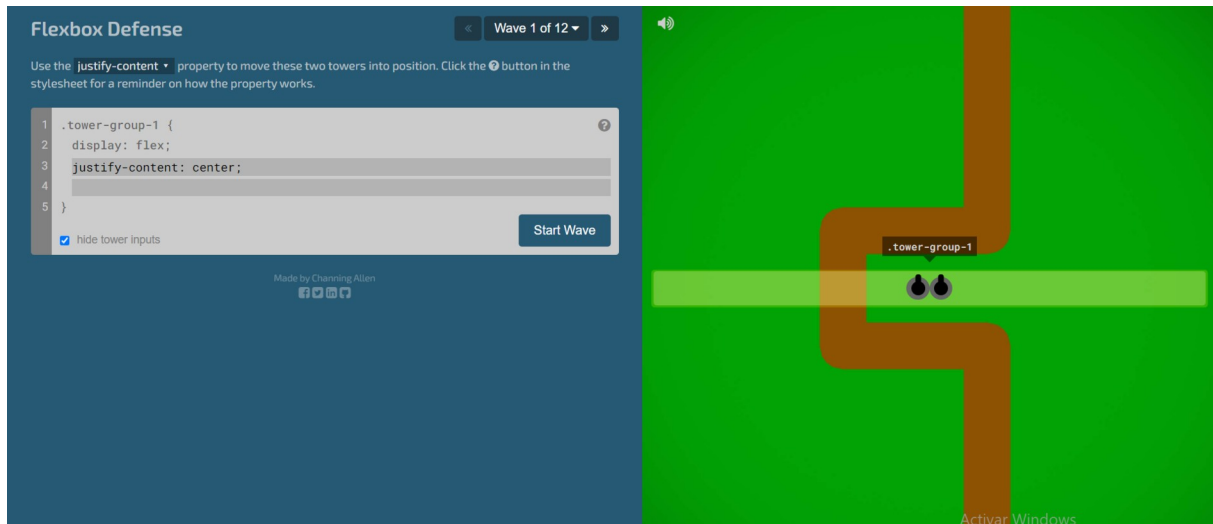 Flexbox Defense
« Wave 1 of 12 »
Use the justify-content property to move these two towers into position. Click the ? button in the
stylesheet for a reminder on how the property works.
1 .tower-group-1 {
2 display: flex;
3 justify-content: center;
4
5 }
hide tower inputs
Start Wave
Made by Channing Allen
.tower-group-1
Activar Windows